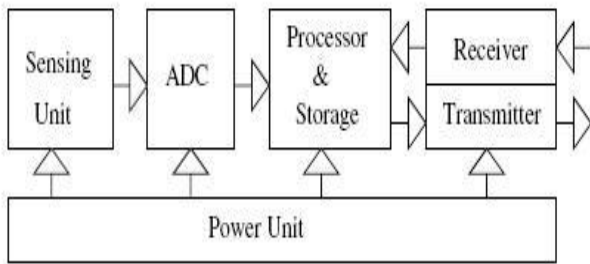 Sensing
Unit
ADC
Processor
&
Storage
Receiver
Transmitter
Power Unit